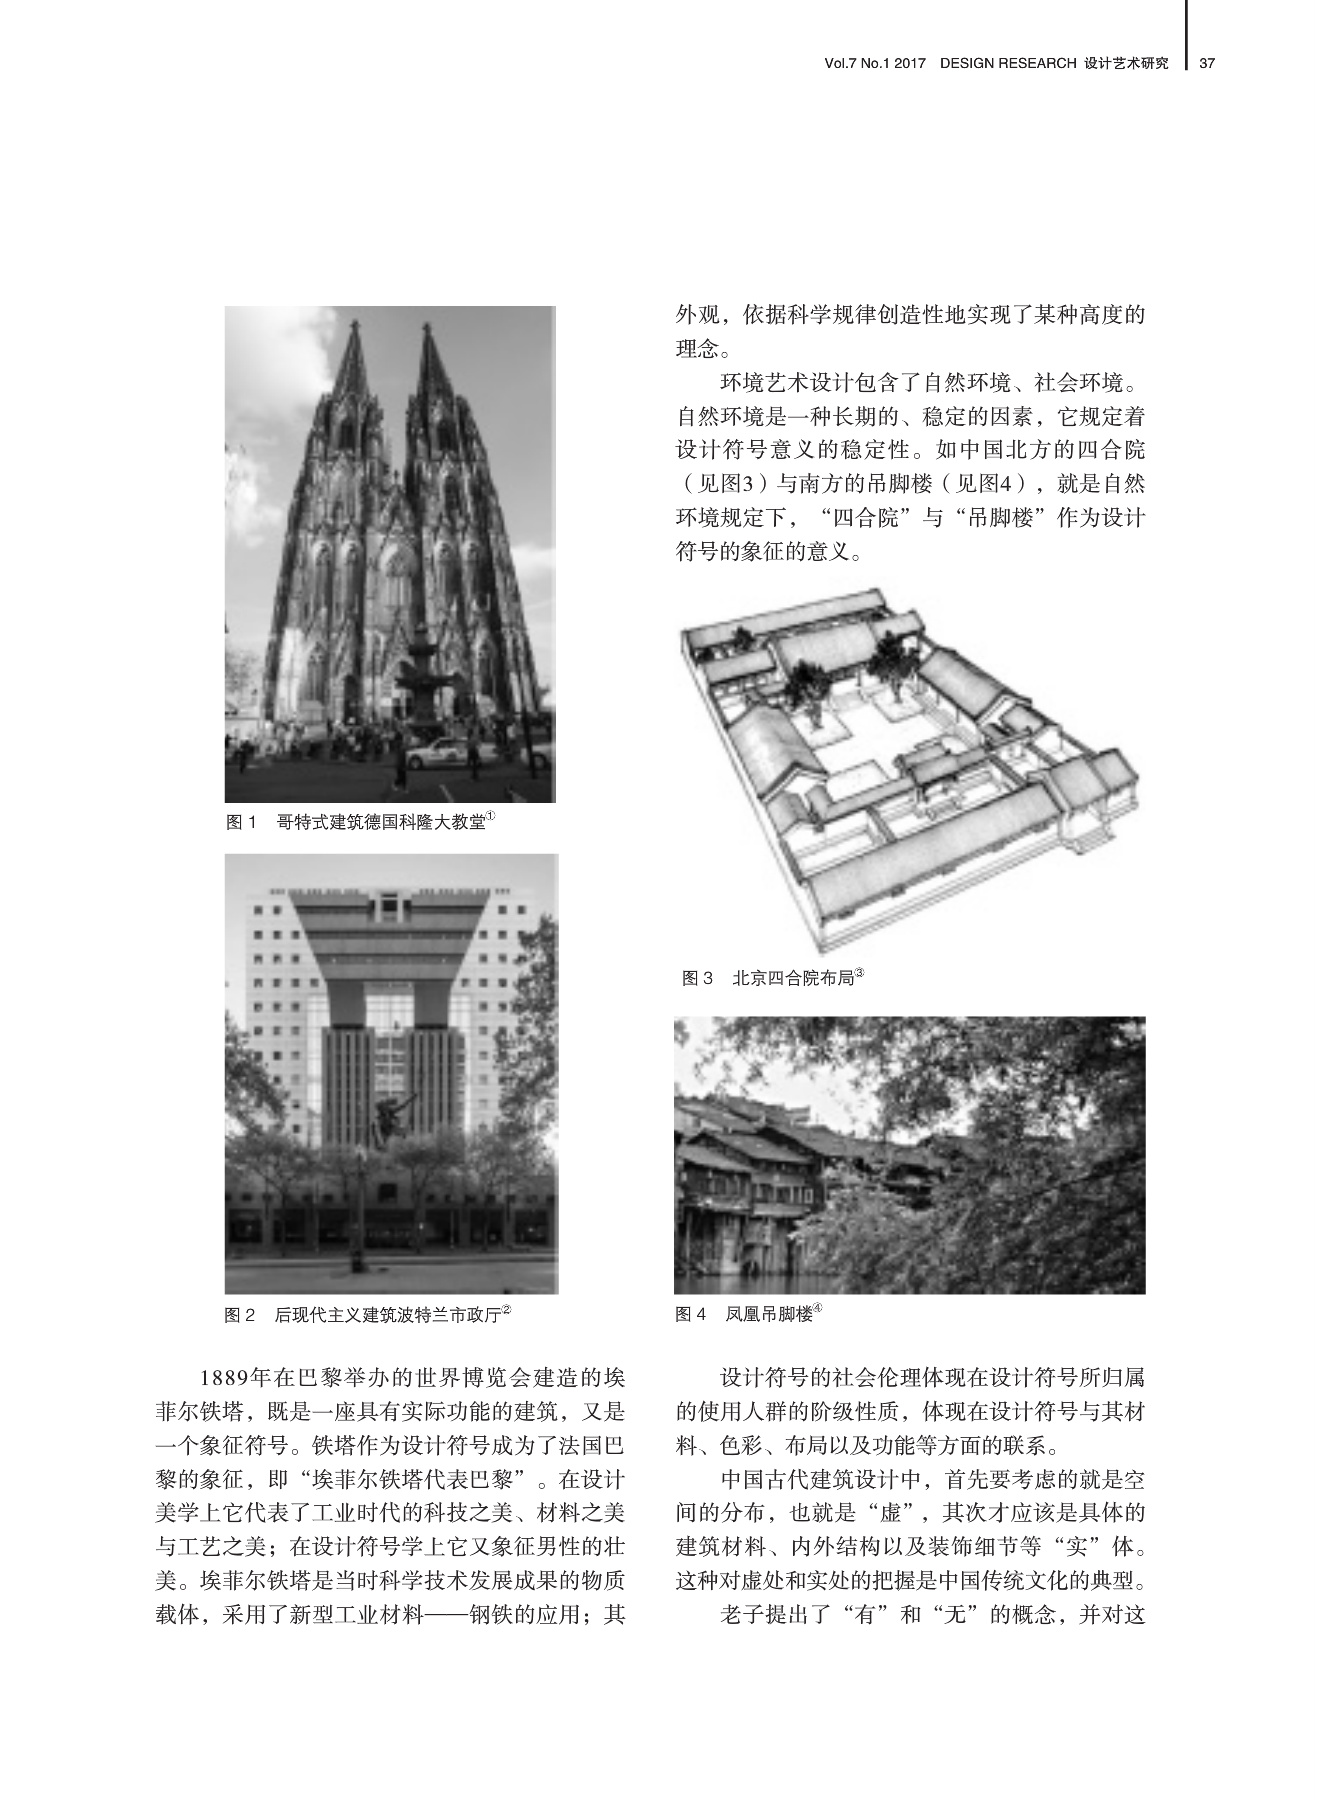 Vol.7 No.1 2017 DESIGN RESEARCH 设计艺术研究 37
图 1 哥特式建筑德国科隆大教堂①
图 2 后现代主义建筑波特兰市政厅②
1889年在巴黎举办的世界博览会建造的埃
菲尔铁塔，既是一座具有实际功能的建筑，又是
一个象征符号。铁塔作为设计符号成为了法国巴
黎的象征，即“埃菲尔铁塔代表巴黎”。在设计
美学上它代表了工业时代的科技之美、材料之美
与工艺之美；在设计符号学上它又象征男性的壮
美。埃菲尔铁塔是当时科学技术发展成果的物质
载体，采用了新型工业材料——钢铁的应用；其
外观，依据科学规律创造性地实现了某种高度的
理念。
环境艺术设计包含了自然环境、社会环境。
自然环境是一种长期的、稳定的因素，它规定着
设计符号意义的稳定性。如中国北方的四合院
（见图3）与南方的吊脚楼（见图4），就是自然
环境规定下，“四合院”与“吊脚楼”作为设计
符号的象征的意义。
图 3 北京四合院布局③
图 4 凤凰吊脚楼④
设计符号的社会伦理体现在设计符号所归属
的使用人群的阶级性质，体现在设计符号与其材
料、色彩、布局以及功能等方面的联系。
中国古代建筑设计中，首先要考虑的就是空
间的分布，也就是“虚”，其次才应该是具体的
建筑材料、内外结构以及装饰细节等“实”体。
这种对虚处和实处的把握是中国传统文化的典型。
老子提出了“有”和“无”的概念，并对这